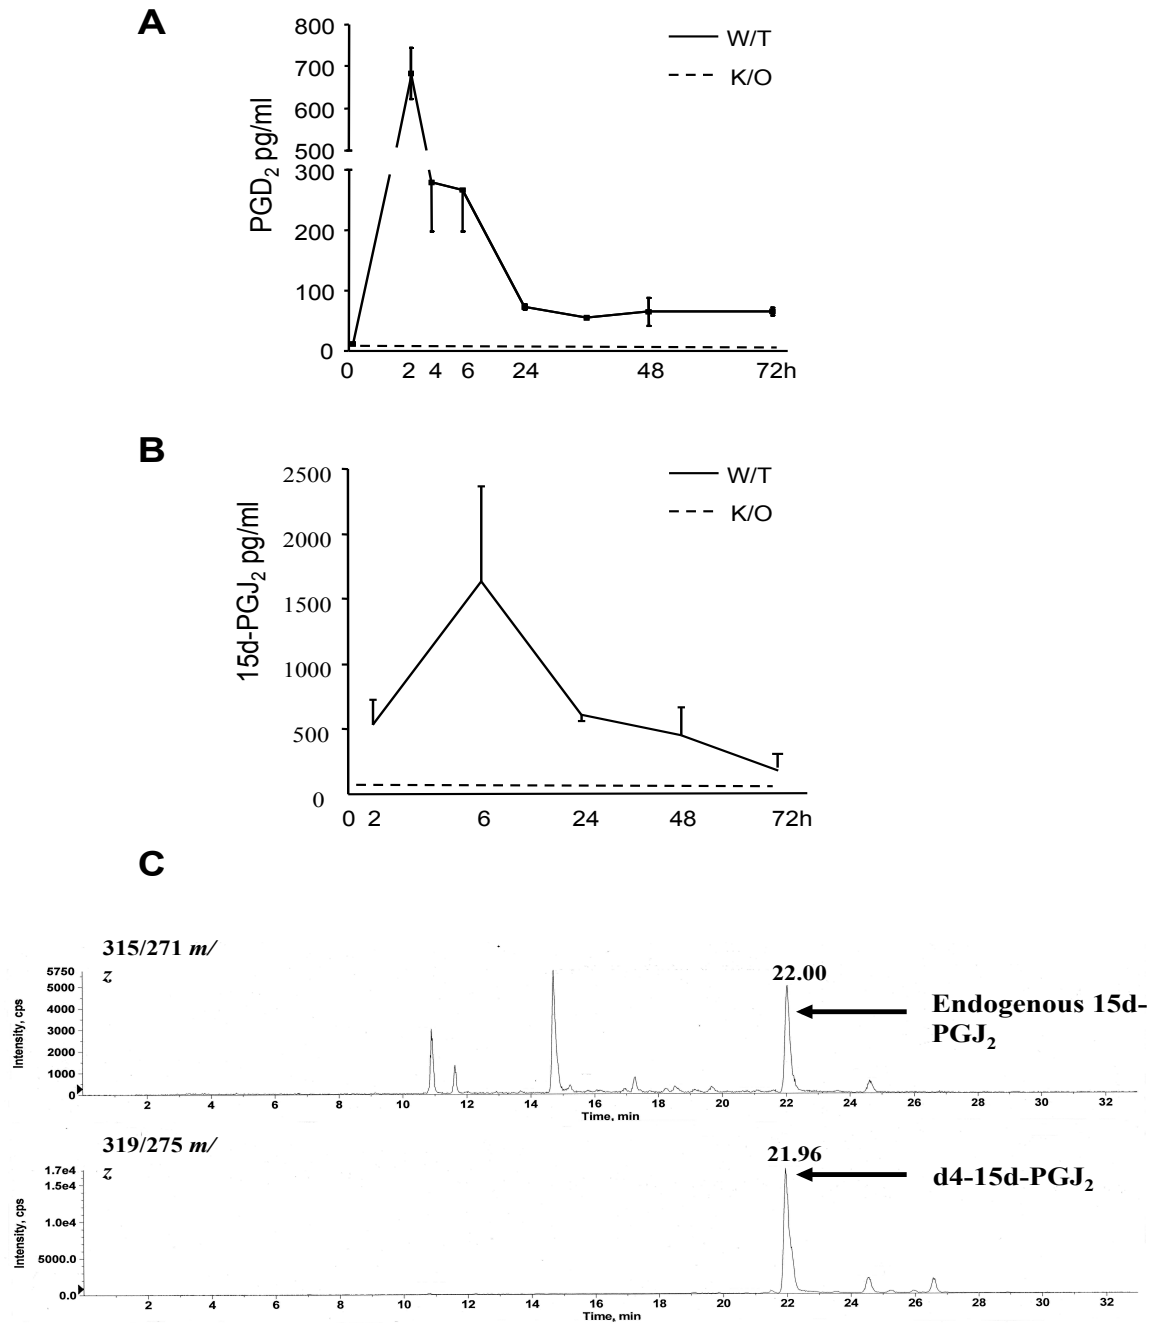 A
800
700
600
500
300
200
100
0
PGD2 pg/ml
W/T
K/O
0 2 4 6 24 48 72h
B
2500
2000
1500
1000
500
0
15d-PGJ2 pg/ml
W/T
K/O
0 2 6 24 48 72h
C
315/271 m/
z
5750
5000
4000
3000
2000
1000
0
Intensity, cps
22.00
Endogenous 15d-
PGJ2
2 4 6 8 10 12 14 16 18 20 22 24 26 28 30 32
Time, min
319/275 m/
z
1.7e4
1.5e4
1.0e4
5000.0
0.0
Intensity, cps
21.96
d4-15d-PGJ2
2 4 6 8 10 12 14 16 18 20 22 24 26 28 30 32
Time, min